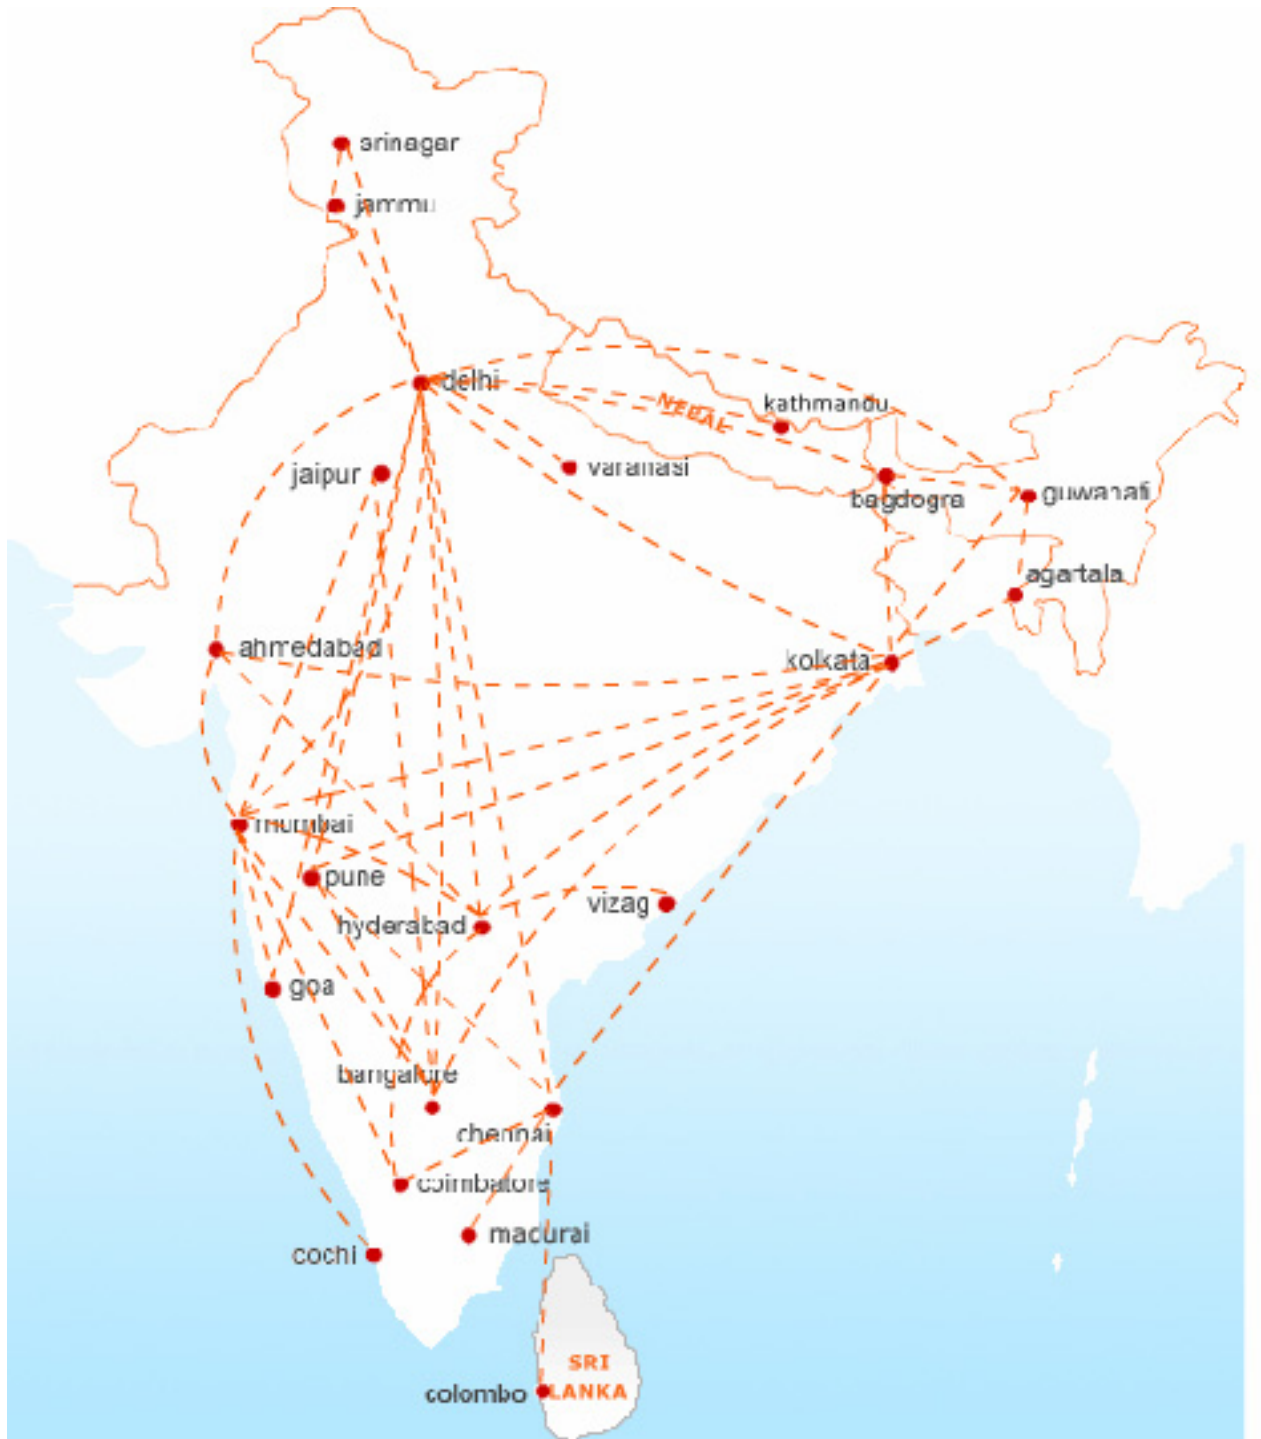 srinagar
jammu
delhi
NEPAL
kathmandu
jaipur
varanasi
bagdogra
guwahati
agartala
ahmedabad
kolkata
mumbai
pune
vizag
hyderabad
goa
bangalore
chennai
coimbatore
madurai
cochi
SRI
LANKA
colombo